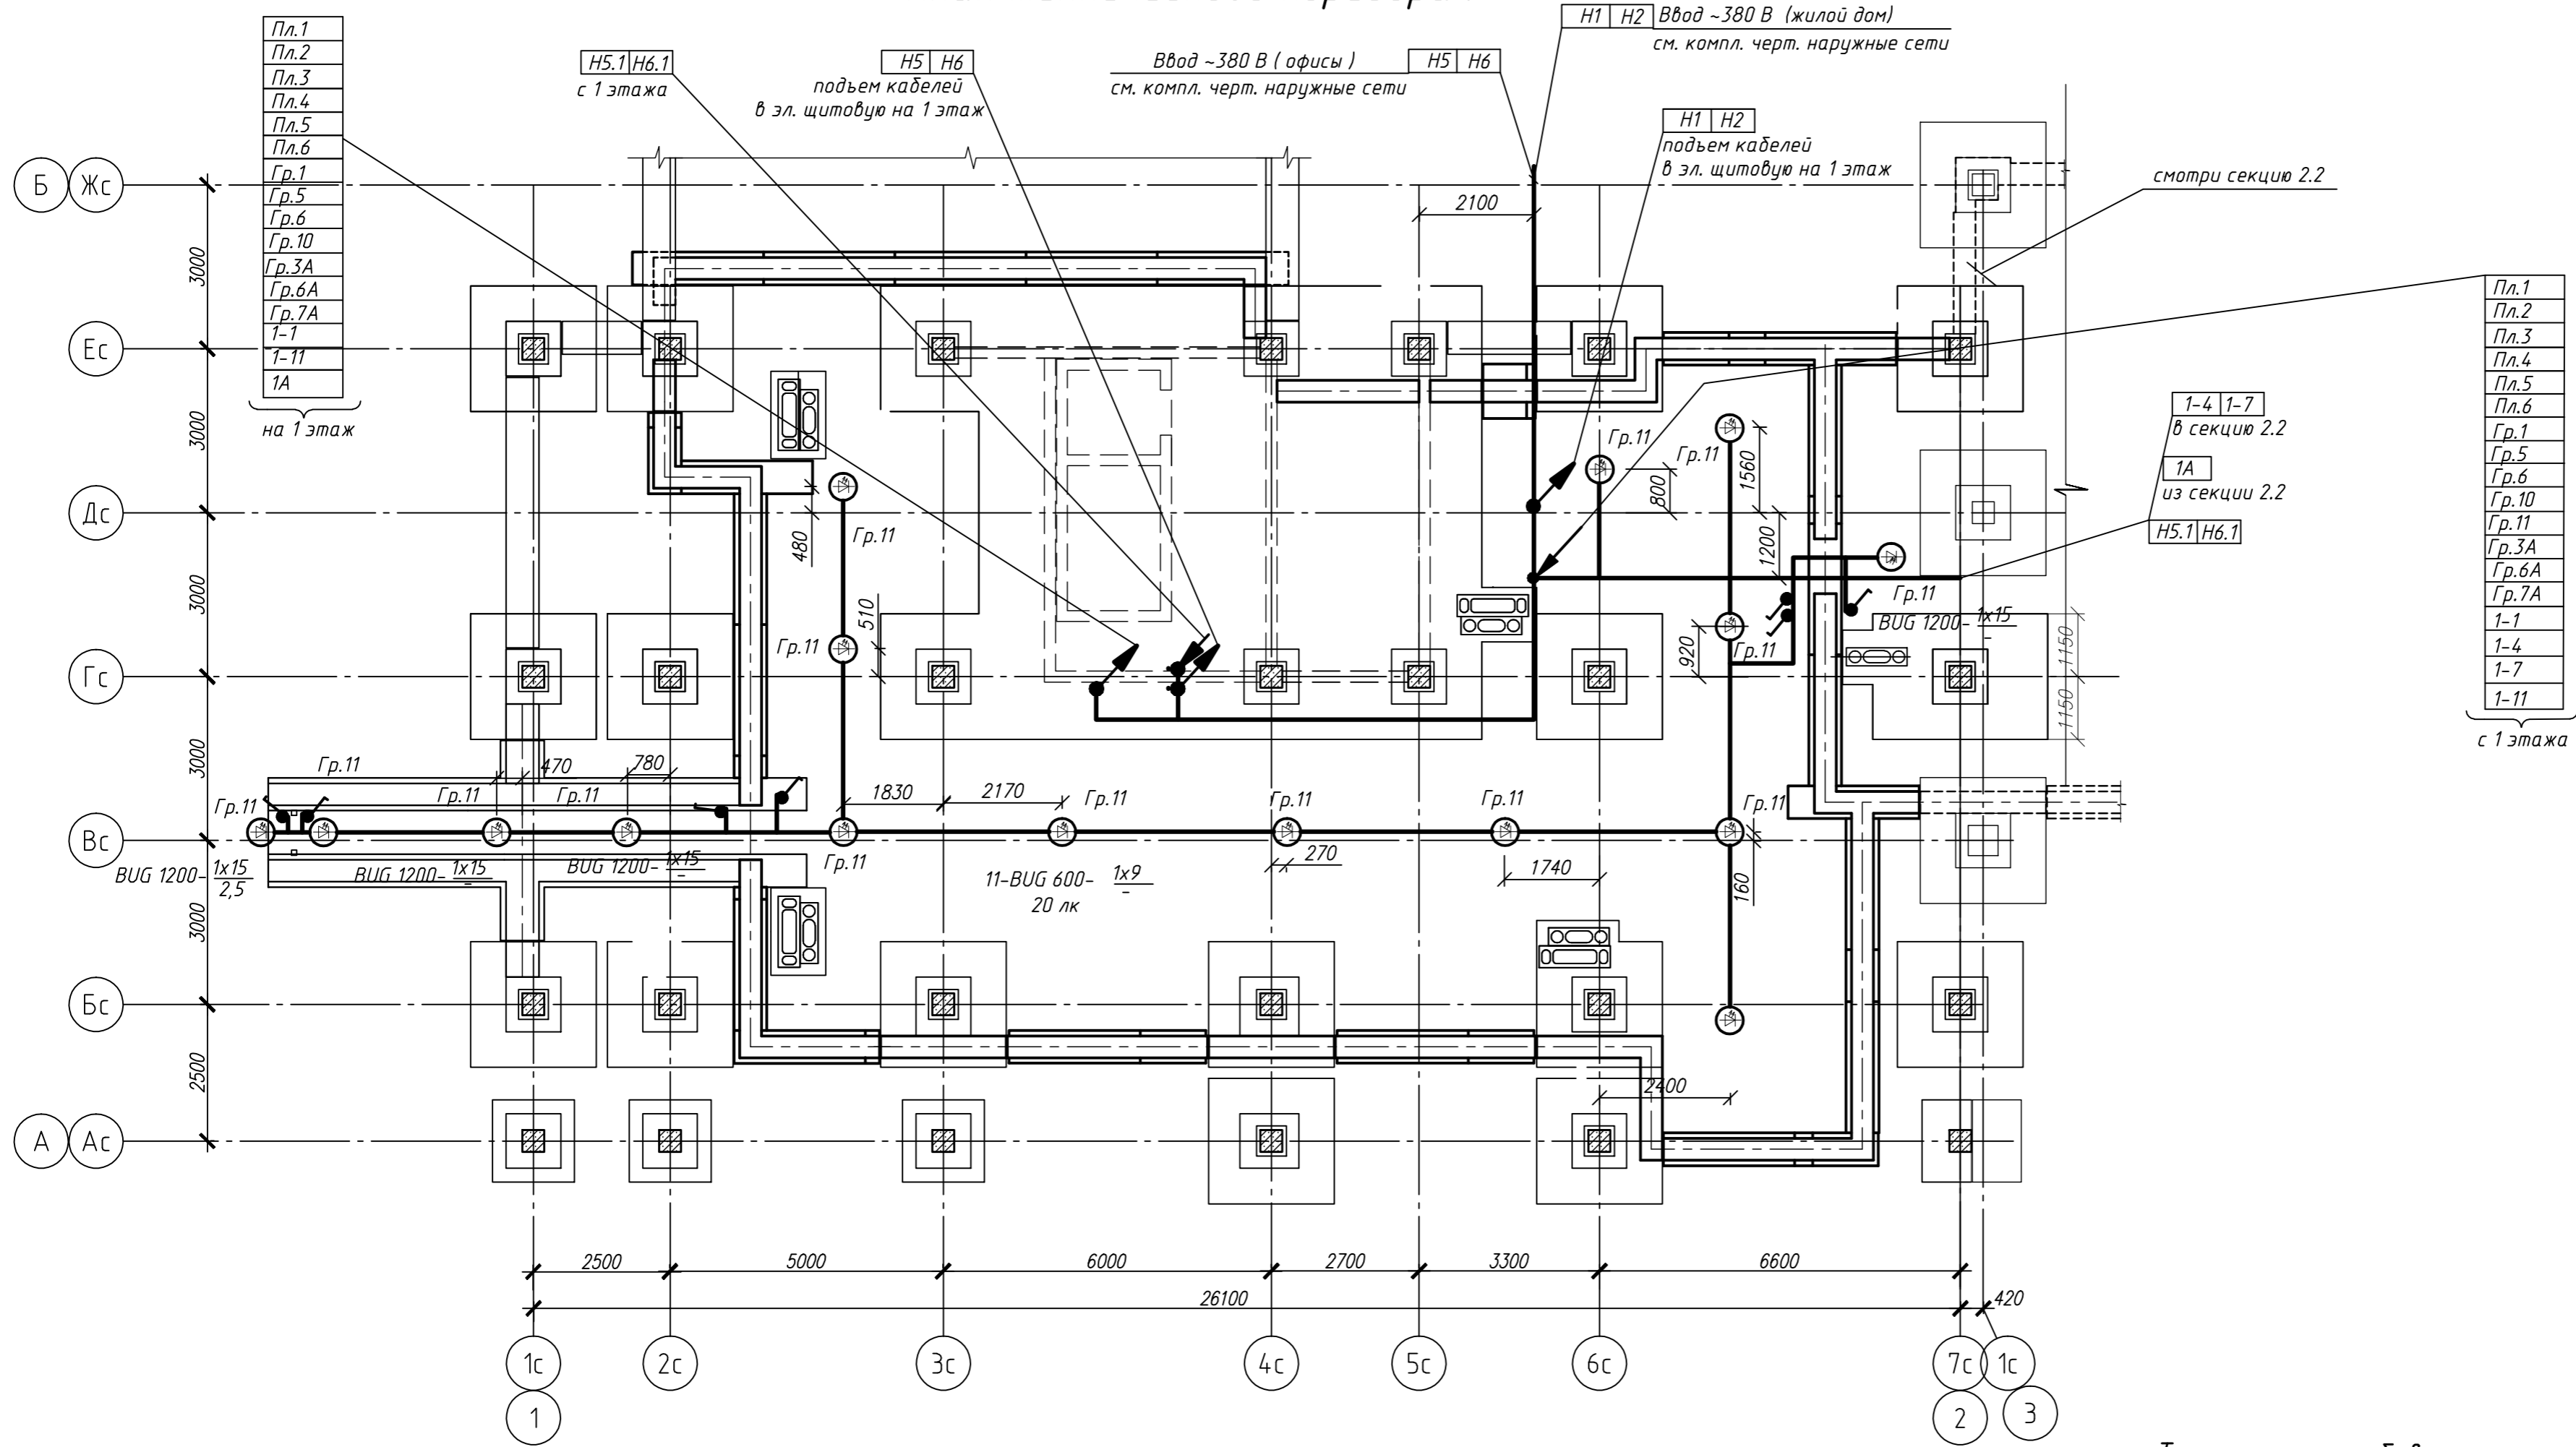 Н1 Н2 Ввод ~380 В (жилой дом)
см. компл. черт. наружные сети
Пл.1
Пл.2
Пл.3
Пл.4
Пл.5
Пл.6
Гр.1
Гр.5
Гр.6
Гр.10
Гр.3А
Гр.6А
Гр.7А
1-1
1-11
1А
на 1 этаж
Н5.1 Н6.1
с 1 этажа
Н5 Н6
подъем кабелей
в эл. щитовую на 1 этаж
Ввод ~380 В ( офисы )
см. компл. черт. наружные сети
Н5 Н6
Н1 Н2
подъем кабелей
в эл. щитовую на 1 этаж
смотри секцию 2.2
2100
Б Жс
Ес
Дс
Гс
Вс
Бс
А Ас
3000
3000
3000
3000
3000
2500
Пл.1
Пл.2
Пл.3
Пл.4
Пл.5
Пл.6
Гр.1
Гр.5
Гр.6
Гр.10
Гр.11
Гр.3А
Гр.6А
Гр.7А
1-1
1-4
1-7
1-11
с 1 этажа
1-4 1-7
в секцию 2.2
1А
из секции 2.2
Н5.1 Н6.1
Гр.11
Гр.11
800
1560
1200
480
Гр.11
510
Гр.11
920
Гр.11
Гр.11
BUG 1200- 1х15
-
1150
1150
Гр.11
470
780
Гр.11
Гр.11
Гр.11
1830
2170
Гр.11
Гр.11
Гр.11
Гр.11
Гр.11
BUG 1200- 1х15
2,5
BUG 1200- 1х15
-
BUG 1200- 1х15
-
11-BUG 600- 1х9
-
20 лк
270
1740
160
2400
2500
5000
6000
2700
3300
6600
26100
420
1с
2с
3с
4с
5с
6с
7с
1с
1
2
3